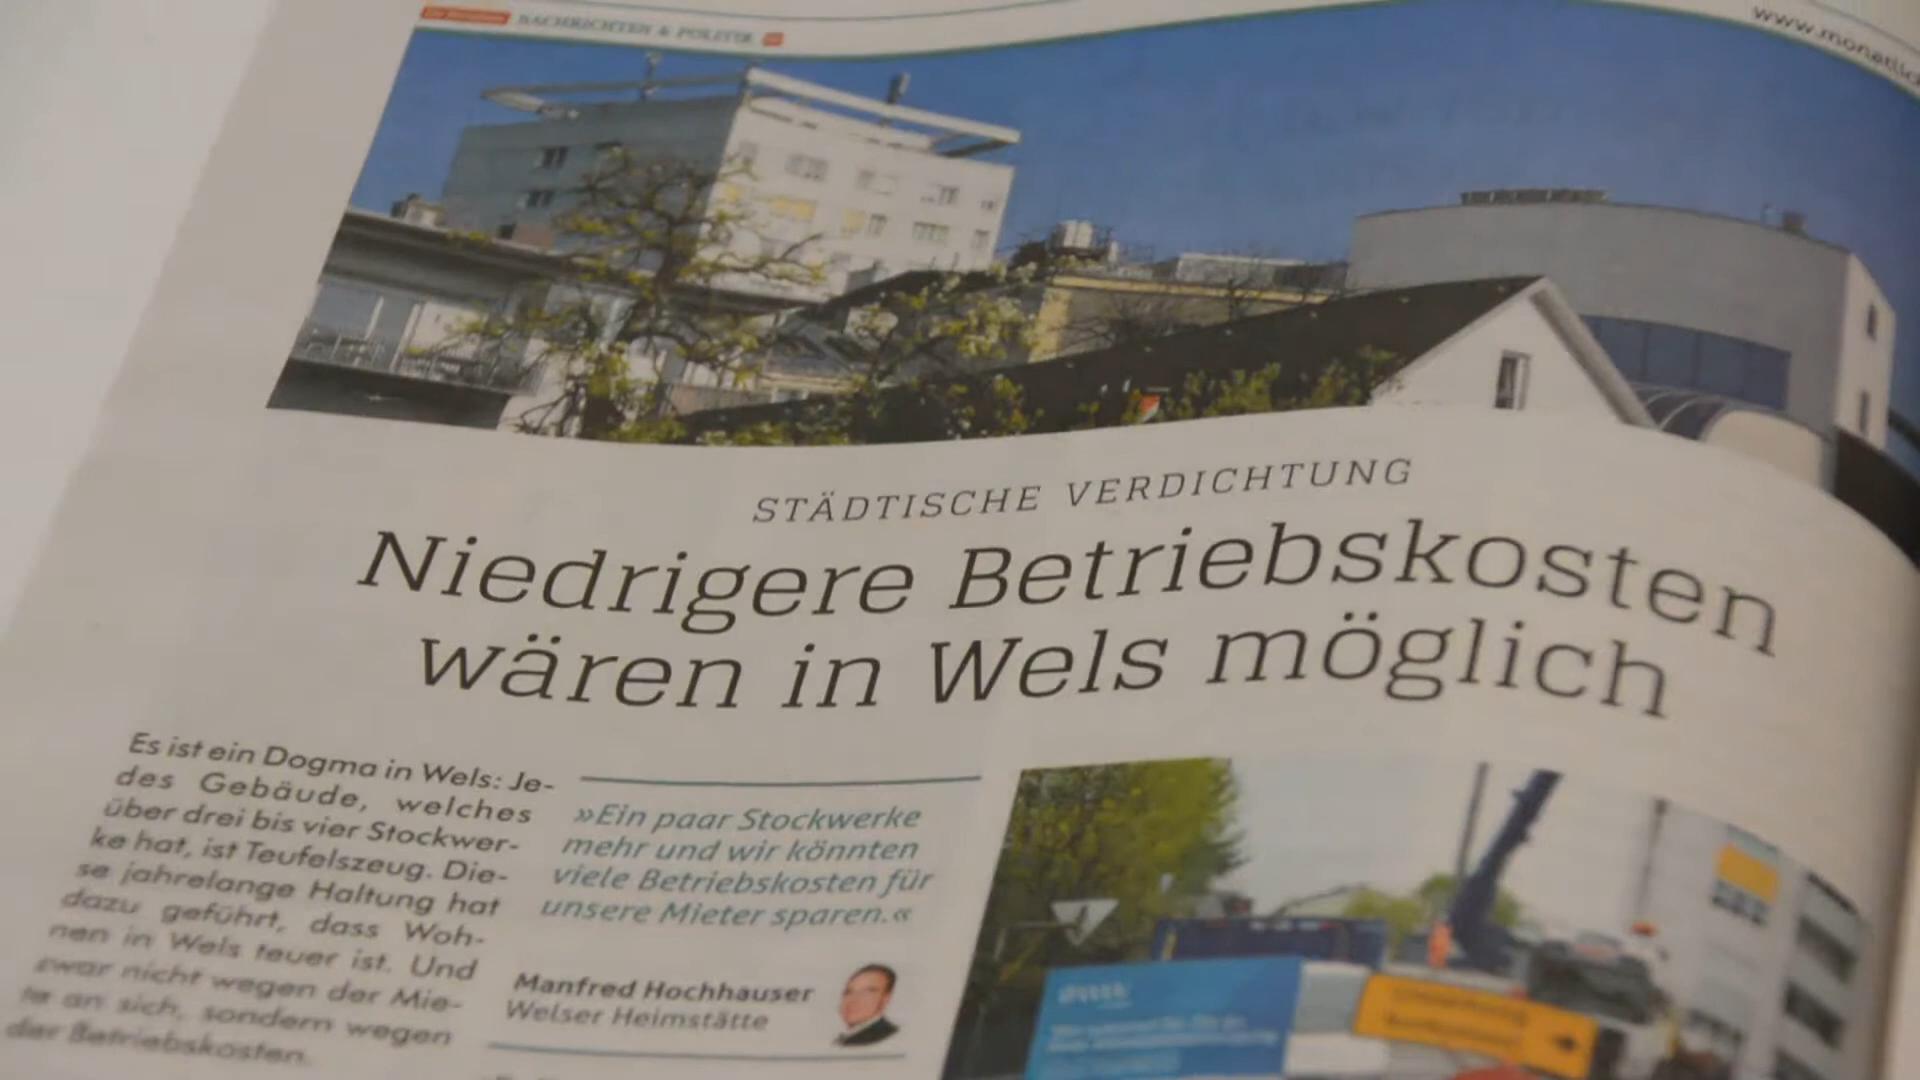 NACHRICHTEN & POLITIK
www.monatlic
STÄDTISCHE VERDICHTUNG
Niedrigere Betriebskosten
wären in Wels möglich
Es ist ein Dogma in Wels: Je-
des Gebäude, welches
über drei bis vier Stockwer-
ke hat, ist Teufelszeug. Die-
se jahrelange Haltung hat
dazu geführt, dass Woh-
nen in Wels teuer ist. Und
zwar nicht wegen der Mie-
te an sich, sondern wegen
der Betriebskosten.
»Ein paar Stockwerke
mehr und wir könnten
viele Betriebskosten für
unsere Mieter sparen.«
Manfred Hochhauser
Welser Heimstätte